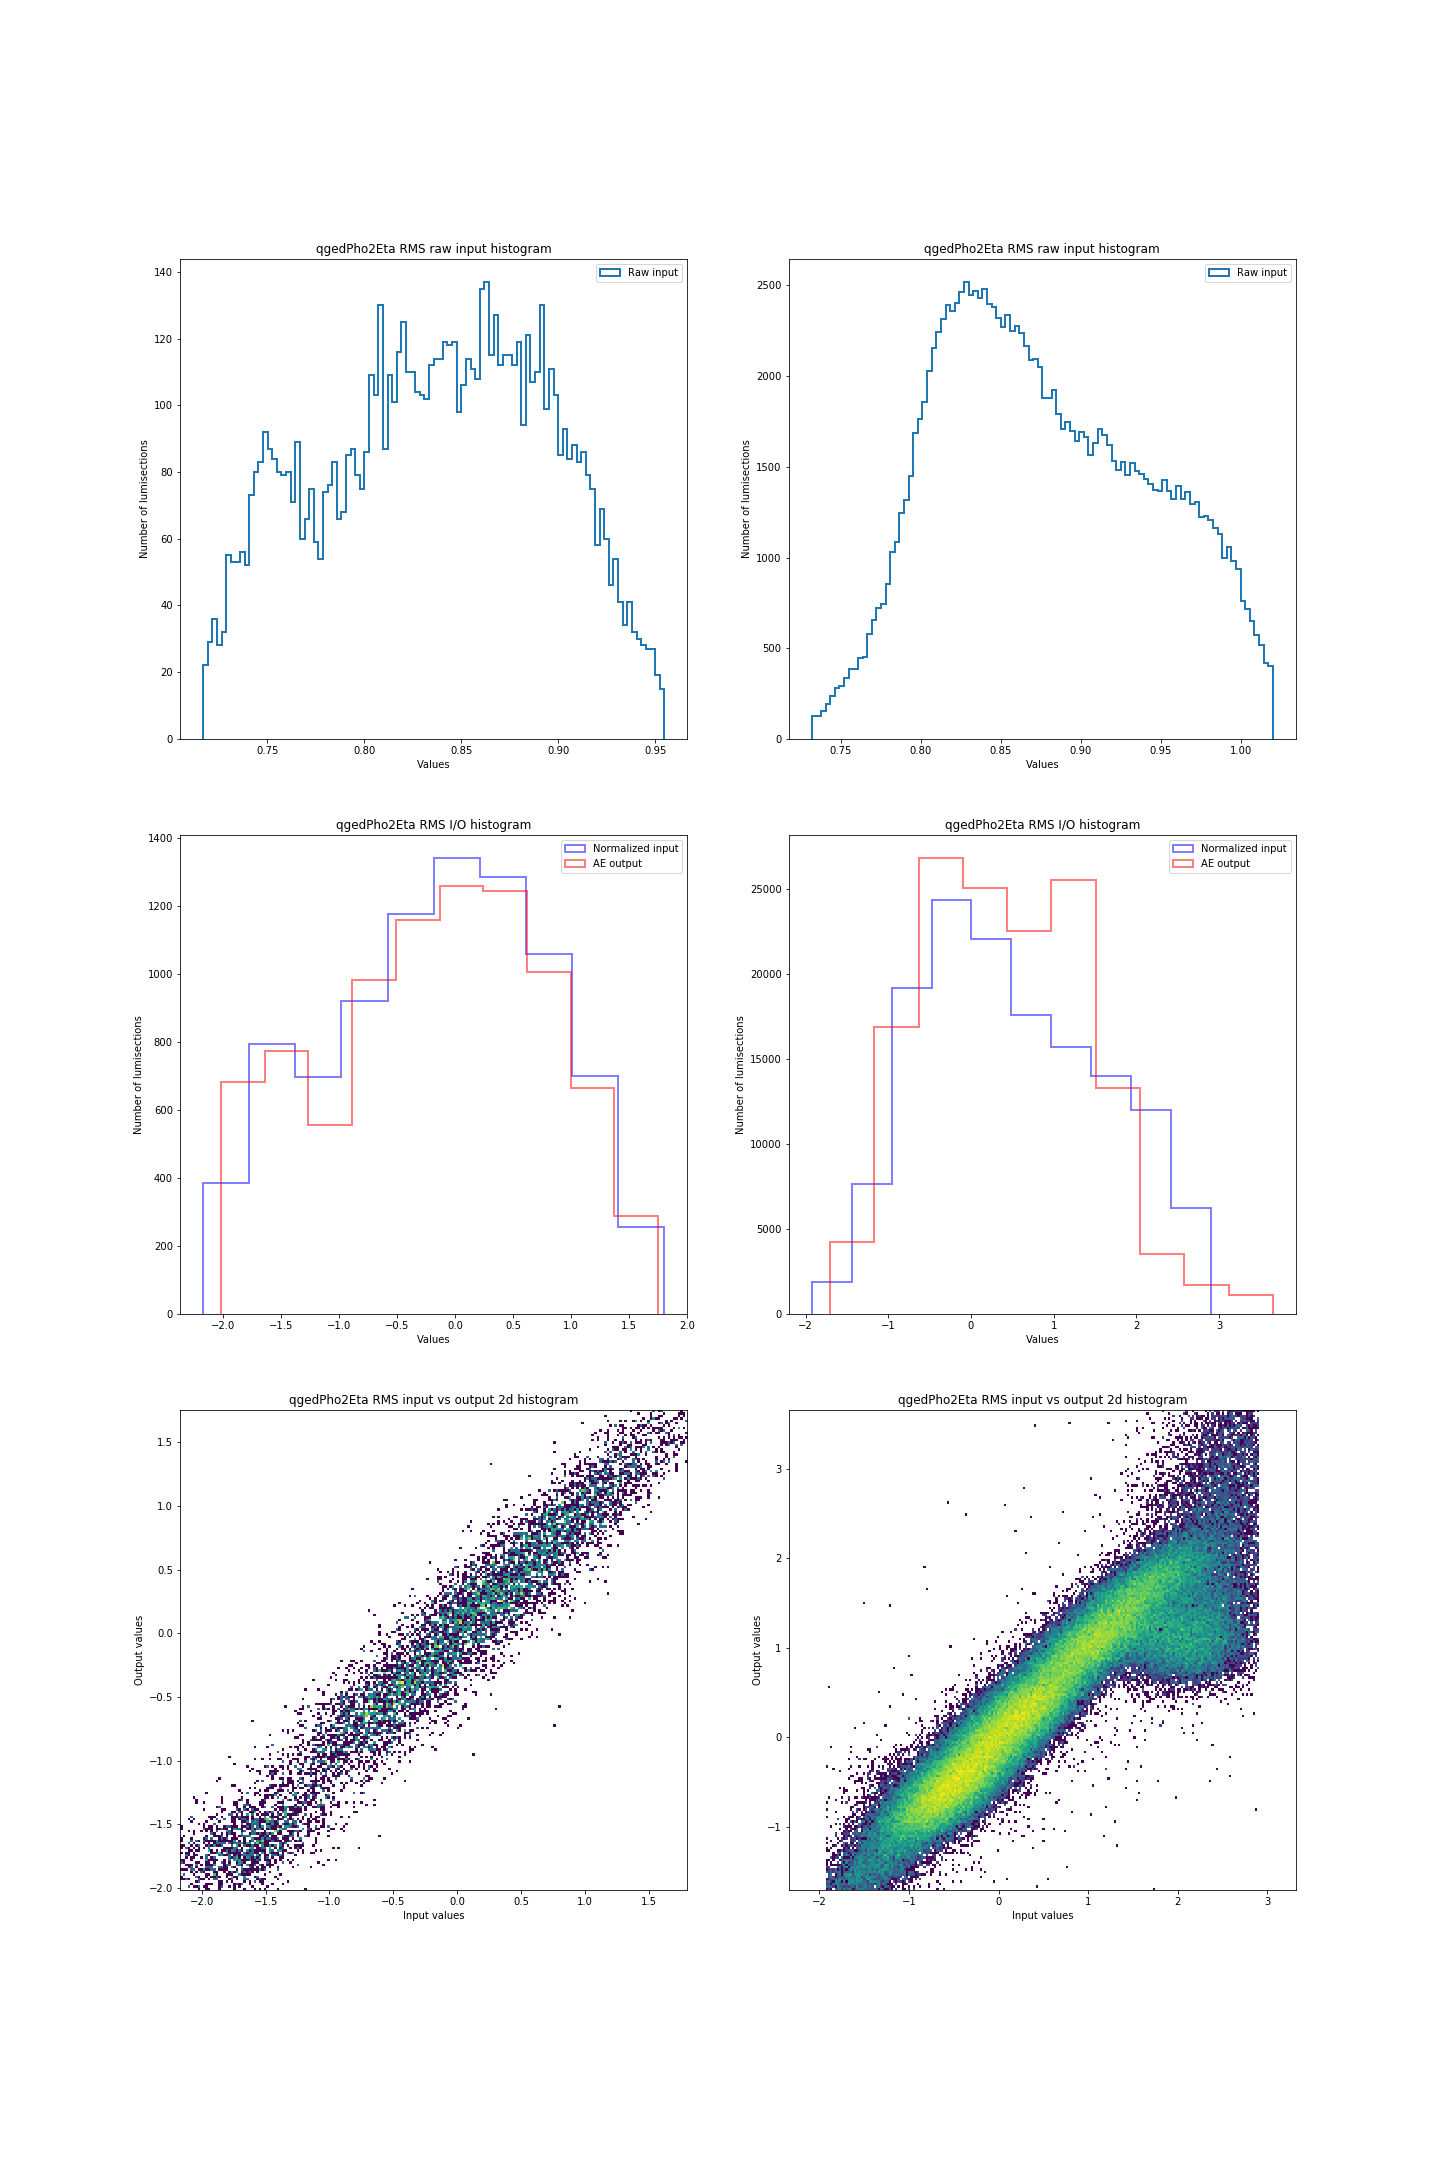 qgedPho2Eta RMS raw input histogram
Raw input
140
120
100
80
60
40
20
0
Number of lumisections
0.75 0.80 0.85 0.90 0.95
Values
qgedPho2Eta RMS raw input histogram
Raw input
2500
2000
1500
1000
500
0
Number of lumisections
0.75 0.80 0.85 0.90 0.95 1.00
Values
qgedPho2Eta RMS I/O histogram
Normalized input
AE output
1400
1200
1000
800
600
400
200
0
Number of lumisections
−2.0 −1.5 −1.0 −0.5 0.0 0.5 1.0 1.5 2.0
Values
qgedPho2Eta RMS I/O histogram
Normalized input
AE output
25000
20000
15000
10000
5000
0
Number of lumisections
−2 −1 0 1 2 3
Values
qgedPho2Eta RMS input vs output 2d histogram
1.5
1.0
0.5
0.0
−0.5
−1.0
−1.5
−2.0
Output values
−2.0 −1.5 −1.0 −0.5 0.0 0.5 1.0 1.5
Input values
qgedPho2Eta RMS input vs output 2d histogram
3
2
1
0
−1
Output values
−2 −1 0 1 2 3
Input values